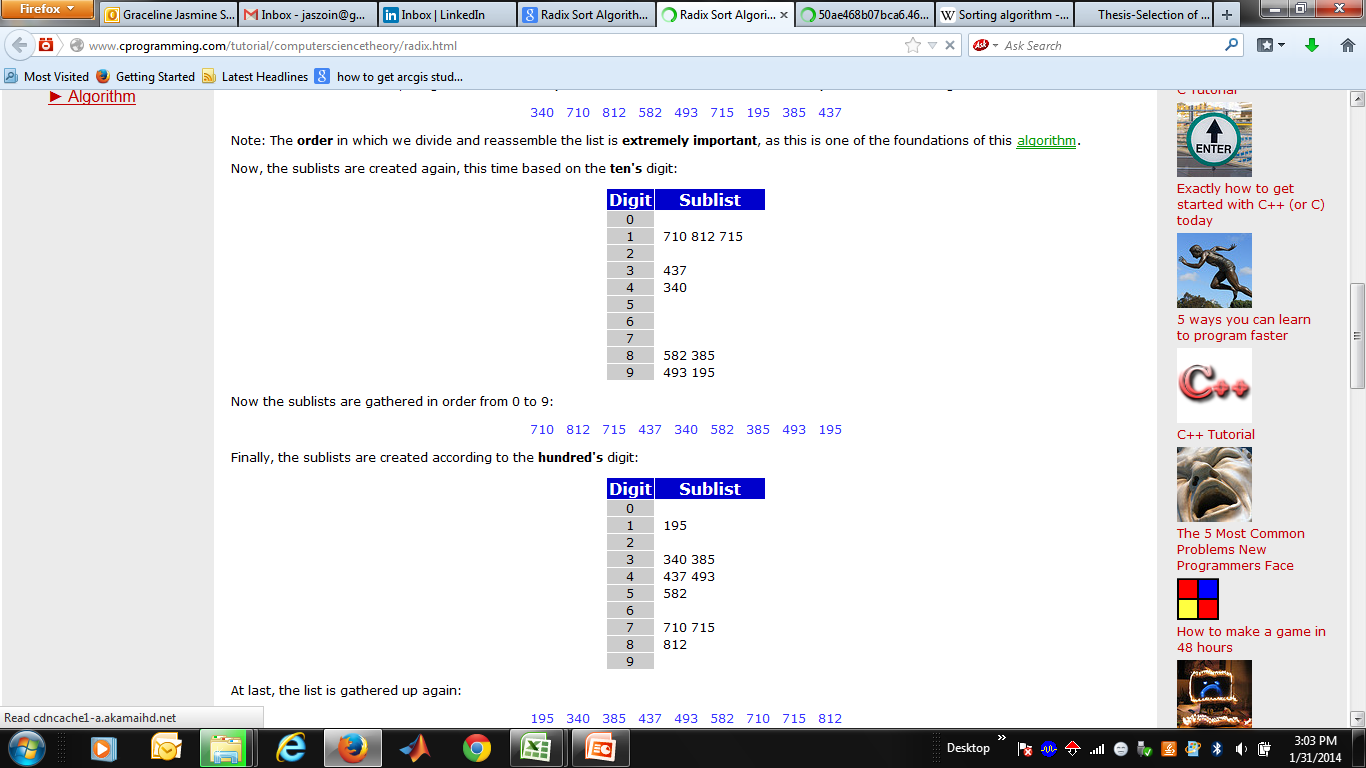 Firefox
Graceline Jasmine S...
Inbox - jaszoin@g...
Inbox | LinkedIn
Radix Sort Algorith...
Radix Sort Algori...
50ae468b07bca6.46...
Sorting algorithm -...
Thesis-Selection of ...
www.cprogramming.com/tutorial/computersciencetheory/radix.html
Ask
Ask Search
Most Visited
Getting Started
Latest Headlines
how to get arcgis stud...
► Algorithm
340 710 812 582 493 715 195 385 437
Note: The order in which we divide and reassemble the list is extremely important, as this is one of the foundations of this algorithm.
Now, the sublists are created again, this time based on the ten's digit:
Digit Sublist
0
1 710 812 715
2
3 437
4 340
5
6
7
8 582 385
9 493 195
Now the sublists are gathered in order from 0 to 9:
710 812 715 437 340 582 385 493 195
Finally, the sublists are created according to the hundred's digit:
Digit Sublist
0
1 195
2
3 340 385
4 437 493
5 582
6
7 710 715
8 812
9
At last, the list is gathered up again:
195 340 385 437 493 582 710 715 812
C Tutorial
ENTER
Exactly how to get
started with C++ (or C)
today
5 ways you can learn
to program faster
C++
C++ Tutorial
The 5 Most Common
Problems New
Programmers Face
How to make a game in
48 hours
Read cdncache1-a.akamaihd.net
Desktop
3:03 PM
1/31/2014